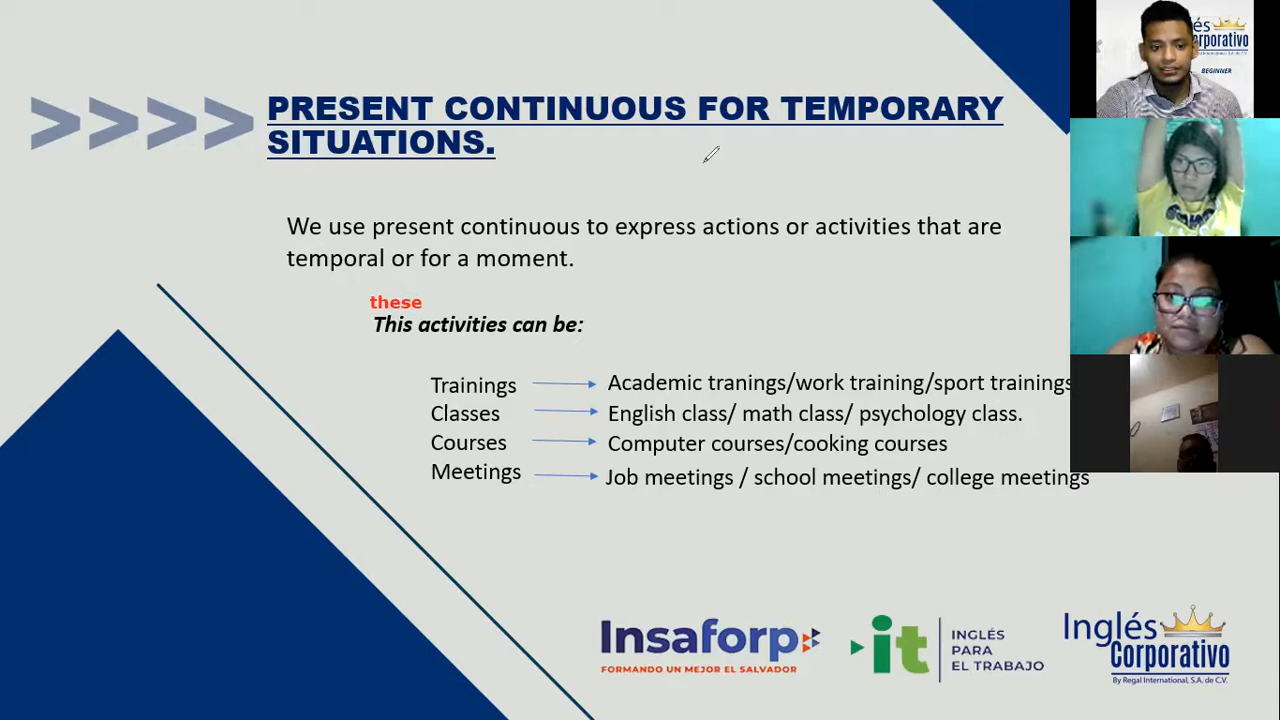 PRESENT CONTINUOUS FOR TEMPORARY
SITUATIONS.
We use present continuous to express actions or activities that are
temporal or for a moment.
these
This activities can be:
Trainings
Academic tranings/work training/sport trainings
Classes
English class/ math class/ psychology class.
Courses
Computer courses/cooking courses
Meetings
Job meetings / school meetings/ college meetings
Insaforp
FORMANDO UN MEJOR EL SALVADOR
it
INGLÉS
PARA
EL TRABAJO
Inglés
Corporativo
By Regal International, S.A. de C.V.
BEGINNER